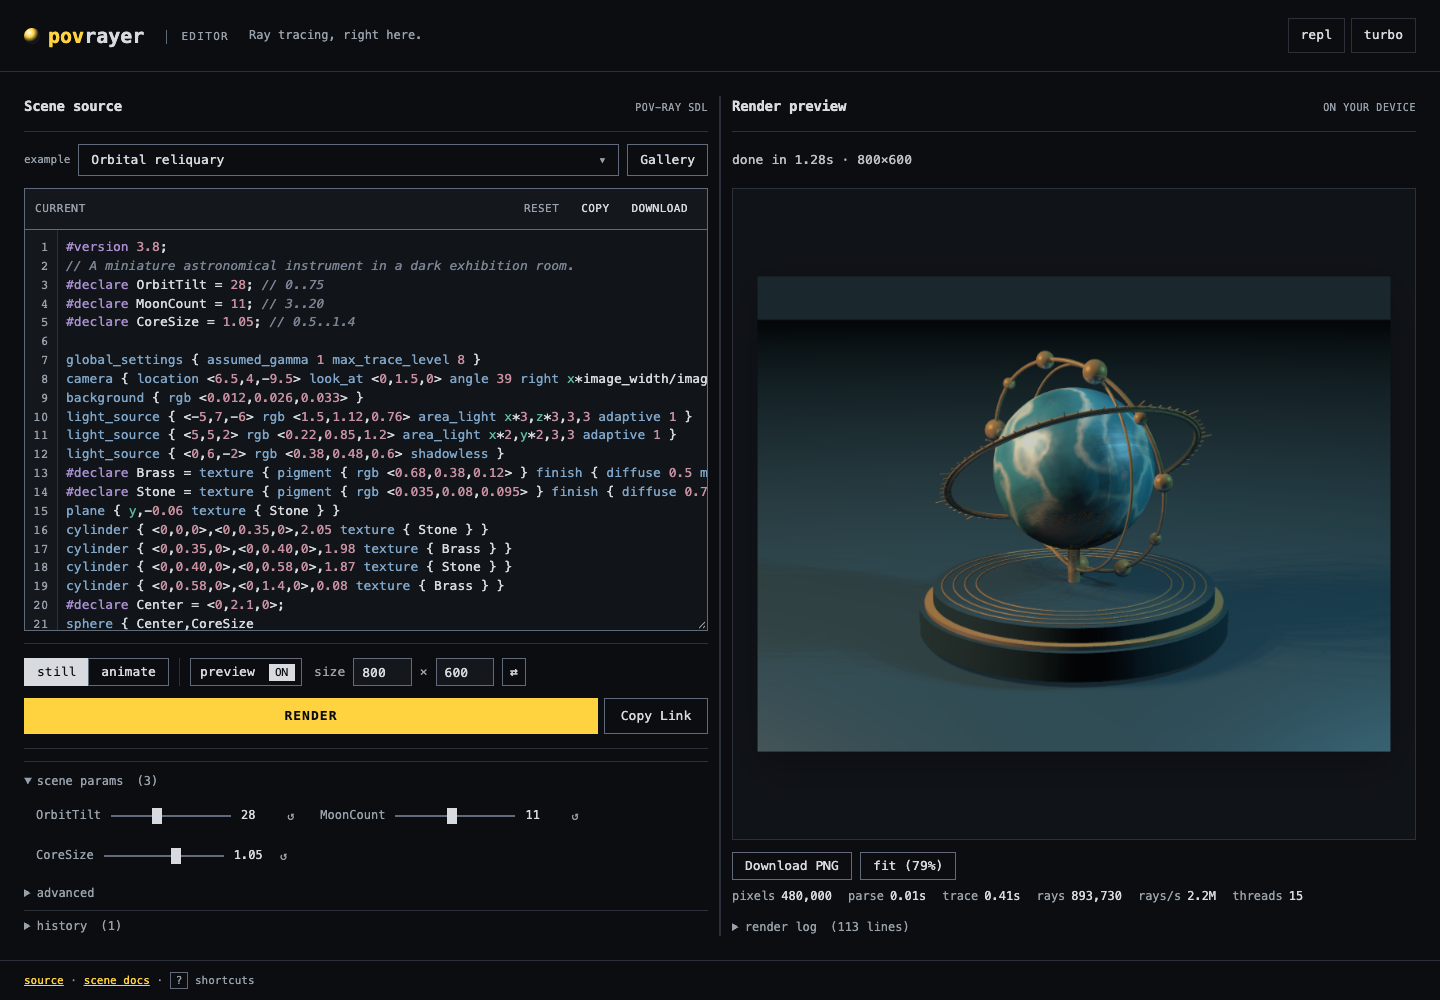 povrayer | EDITOR Ray tracing, right here.
repl turbo
Scene source POV-RAY SDL
example Orbital reliquary ▾ Gallery
CURRENT RESET COPY DOWNLOAD
1 #version 3.8;
2 // A miniature astronomical instrument in a dark exhibition room.
3 #declare OrbitTilt = 28; // 0..75
4 #declare MoonCount = 11; // 3..20
5 #declare CoreSize = 1.05; // 0.5..1.4
6
7 global_settings { assumed_gamma 1 max_trace_level 8 }
8 camera { location <6.5,4,-9.5> look_at <0,1.5,0> angle 39 right x*image_width/imag
9 background { rgb <0.012,0.026,0.033> }
10 light_source { <-5,7,-6> rgb <1.5,1.12,0.76> area_light x*3,z*3,3,3 adaptive 1 }
11 light_source { <5,5,2> rgb <0.22,0.85,1.2> area_light x*2,y*2,3,3 adaptive 1 }
12 light_source { <0,6,-2> rgb <0.38,0.48,0.6> shadowless }
13 #declare Brass = texture { pigment { rgb <0.68,0.38,0.12> } finish { diffuse 0.5 m
14 #declare Stone = texture { pigment { rgb <0.035,0.08,0.095> } finish { diffuse 0.7
15 plane { y,-0.06 texture { Stone } }
16 cylinder { <0,0,0>,<0,0.35,0>,2.05 texture { Stone } }
17 cylinder { <0,0.35,0>,<0,0.40,0>,1.98 texture { Brass } }
18 cylinder { <0,0.40,0>,<0,0.58,0>,1.87 texture { Stone } }
19 cylinder { <0,0.58,0>,<0,1.4,0>,0.08 texture { Brass } }
20 #declare Center = <0,2.1,0>;
21 sphere { Center,CoreSize
still animate preview ON size 800 × 600 ⇄
RENDER Copy Link
▼ scene params (3)
OrbitTilt 28 ↺ MoonCount 11 ↺
CoreSize 1.05 ↺
▶ advanced
▶ history (1)
Render preview ON YOUR DEVICE
done in 1.28s · 800×600
Download PNG fit (79%)
pixels 480,000 parse 0.01s trace 0.41s rays 893,730 rays/s 2.2M threads 15
▶ render log (113 lines)
source · scene docs · ? shortcuts